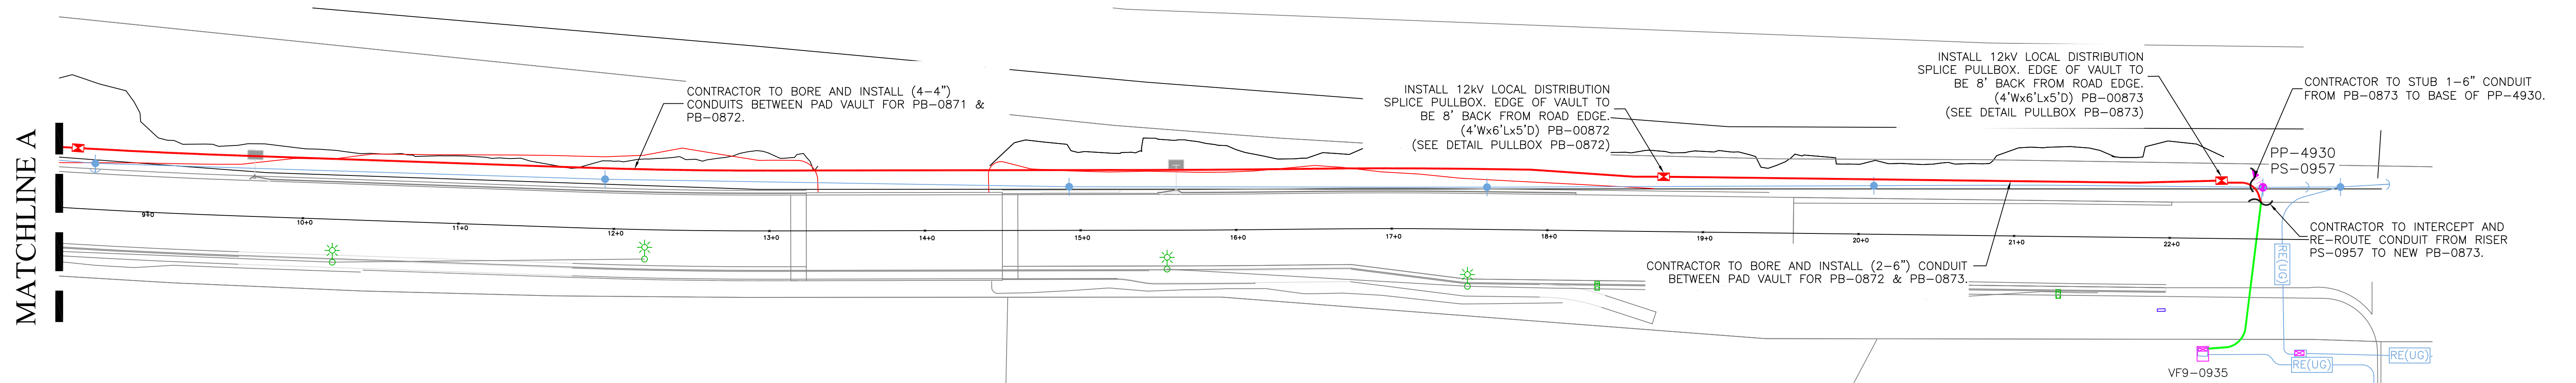 MATCHLINE A
CONTRACTOR TO BORE AND INSTALL (4-4")
CONDUITS BETWEEN PAD VAULT FOR PB-0871 &
PB-0872.
INSTALL 12kV LOCAL DISTRIBUTION
SPLICE PULLBOX. EDGE OF VAULT TO
BE 8' BACK FROM ROAD EDGE.
(4'Wx6'Lx5'D) PB-00872
(SEE DETAIL PULLBOX PB-0872)
INSTALL 12kV LOCAL DISTRIBUTION
SPLICE PULLBOX. EDGE OF VAULT TO
BE 8' BACK FROM ROAD EDGE.
(4'Wx6'Lx5'D) PB-00873
(SEE DETAIL PULLBOX PB-0873)
CONTRACTOR TO STUB 1-6" CONDUIT
FROM PB-0873 TO BASE OF PP-4930.
PP-4930
PS-0957
9+0
10+0
11+0
12+0
13+0
14+0
15+0
16+0
17+0
18+0
19+0
20+0
21+0
22+0
CONTRACTOR TO INTERCEPT AND
RE-ROUTE CONDUIT FROM RISER
PS-0957 TO NEW PB-0873.
CONTRACTOR TO BORE AND INSTALL (2-6") CONDUIT
BETWEEN PAD VAULT FOR PB-0872 & PB-0873.
RE(UG)
RE(UG)
RE(UG)
VF9-0935